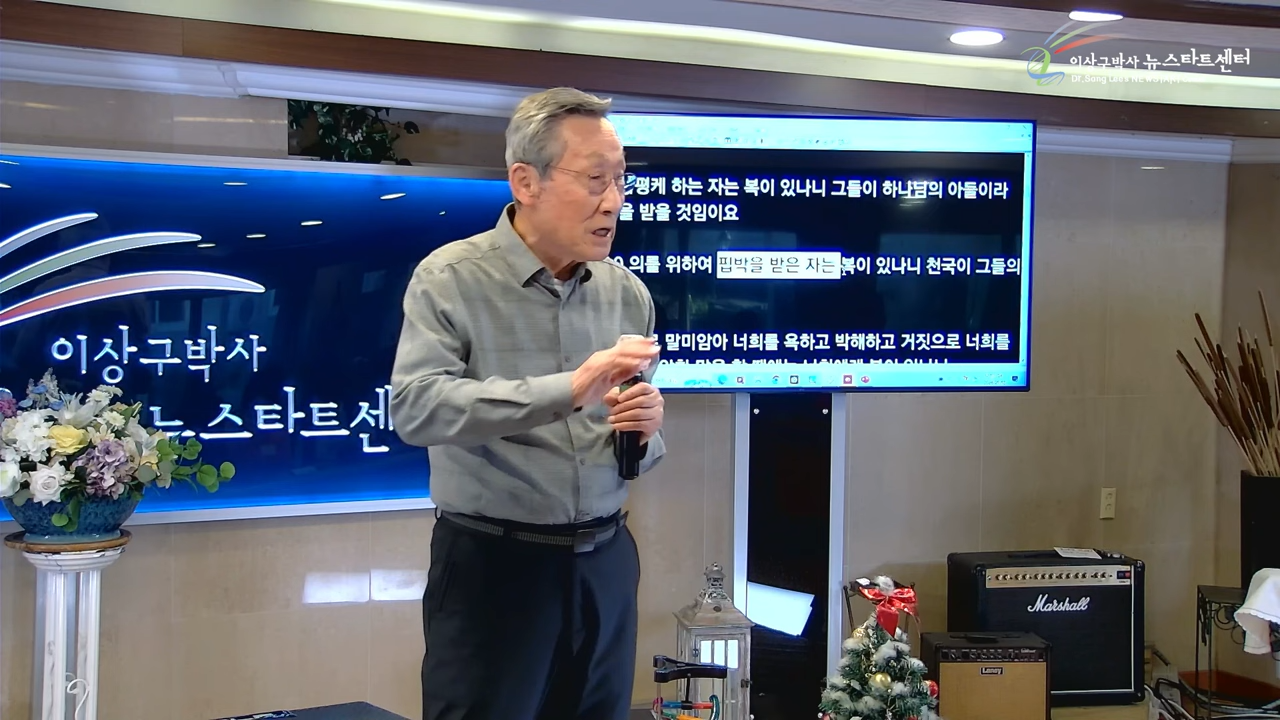 이상구박사 뉴스타트센터
평케 하는 자는 복이 있나니 그들이 하나님의 아들이라
을 받을 것임이요
의를 위하여 핍박을 받은 자는 복이 있나니 천국이 그들의
말미암아 너희를 욕하고 박해하고 거짓으로 너희를
이상구박사
뉴스타트센
Marshall
Laney